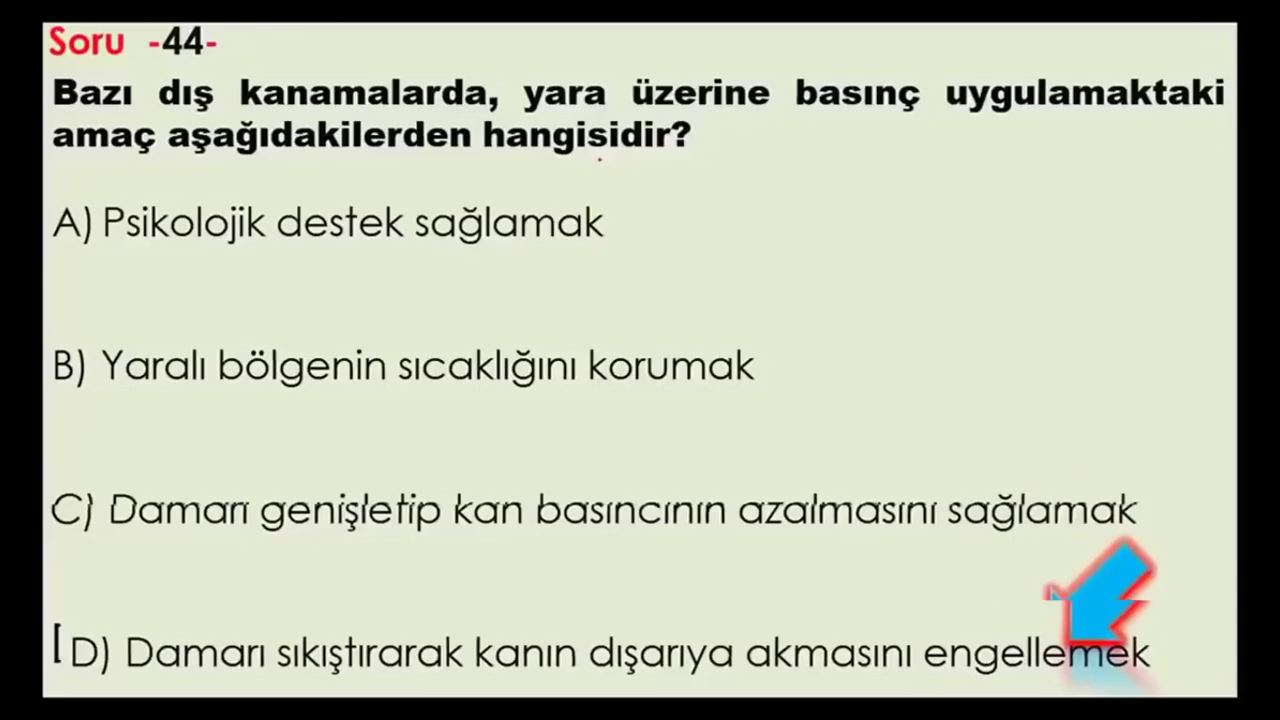 Soru -44-
Bazı dış kanamalarda, yara üzerine basınç uygulamaktaki
amaç aşağıdakilerden hangisidir?
A) Psikolojik destek sağlamak
B) Yaralı bölgenin sıcaklığını korumak
C) Damarı genişletip kan basıncının azalmasını sağlamak
[D) Damarı sıkıştırarak kanın dışarıya akmasını engellemek